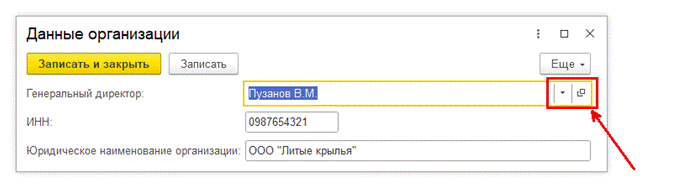 Данные организации
Записать и закрыть Записать Еще
Генеральный директор: Пузанов В.М.
ИНН: 0987654321
Юридическое наименование организации: ООО "Литые крылья"